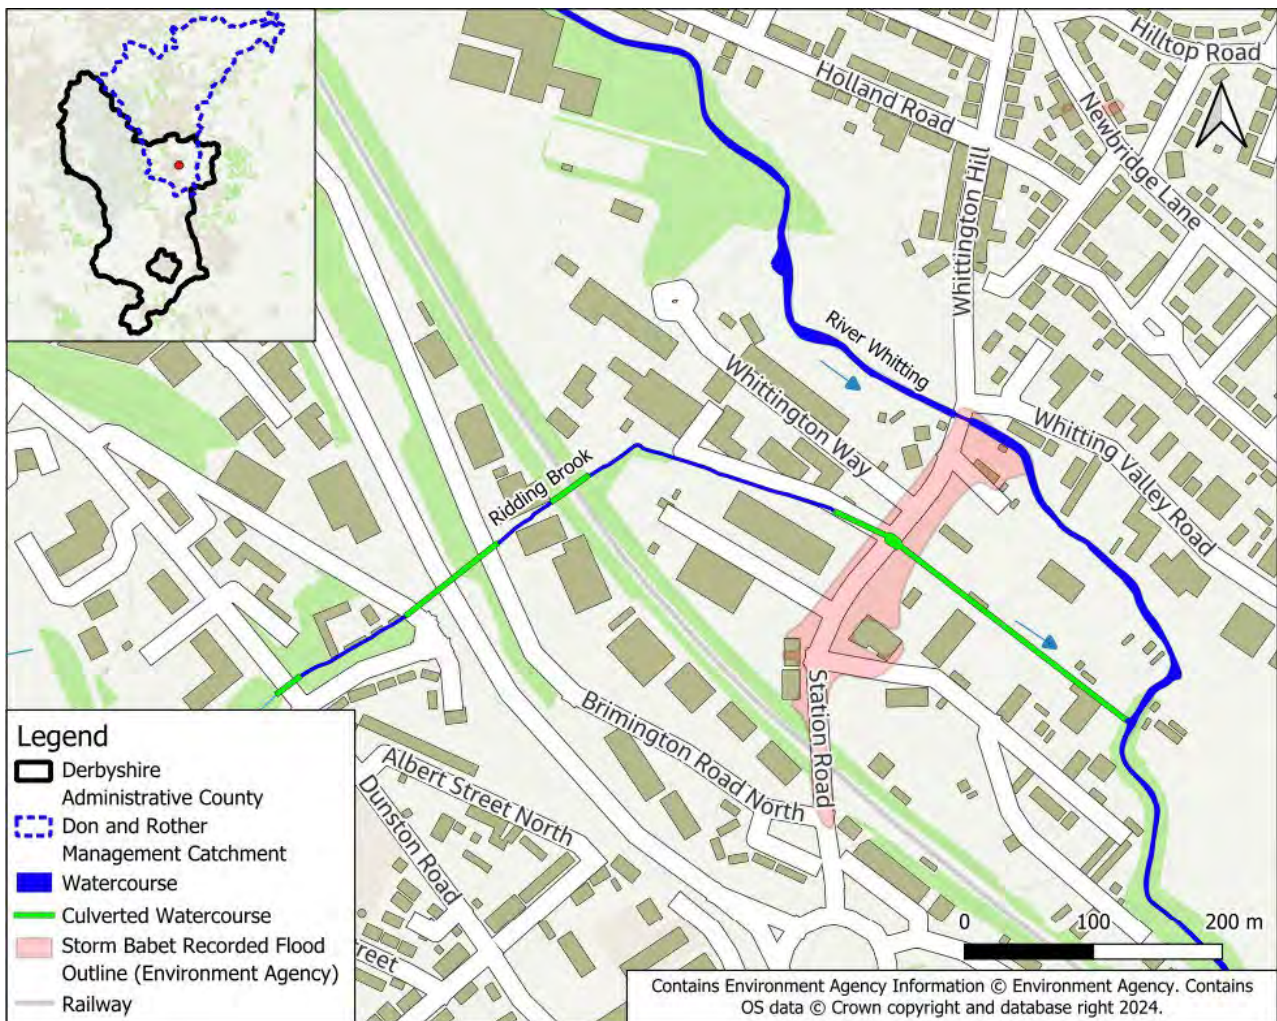 Hilltop Road
Holland Road
Newbridge Lane
Whittington Hill
River Whitting
Whittington Way
Whitting Valley Road
Ridding Brook
Station Road
Brimington Road North
Albert Street North
Dunston Road
reet
Legend
Derbyshire
Administrative County
Don and Rother
Management Catchment
Watercourse
Culverted Watercourse
Storm Babet Recorded Flood
Outline (Environment Agency)
Railway
0 100 200 m
Contains Environment Agency Information © Environment Agency. Contains
OS data © Crown copyright and database right 2024.